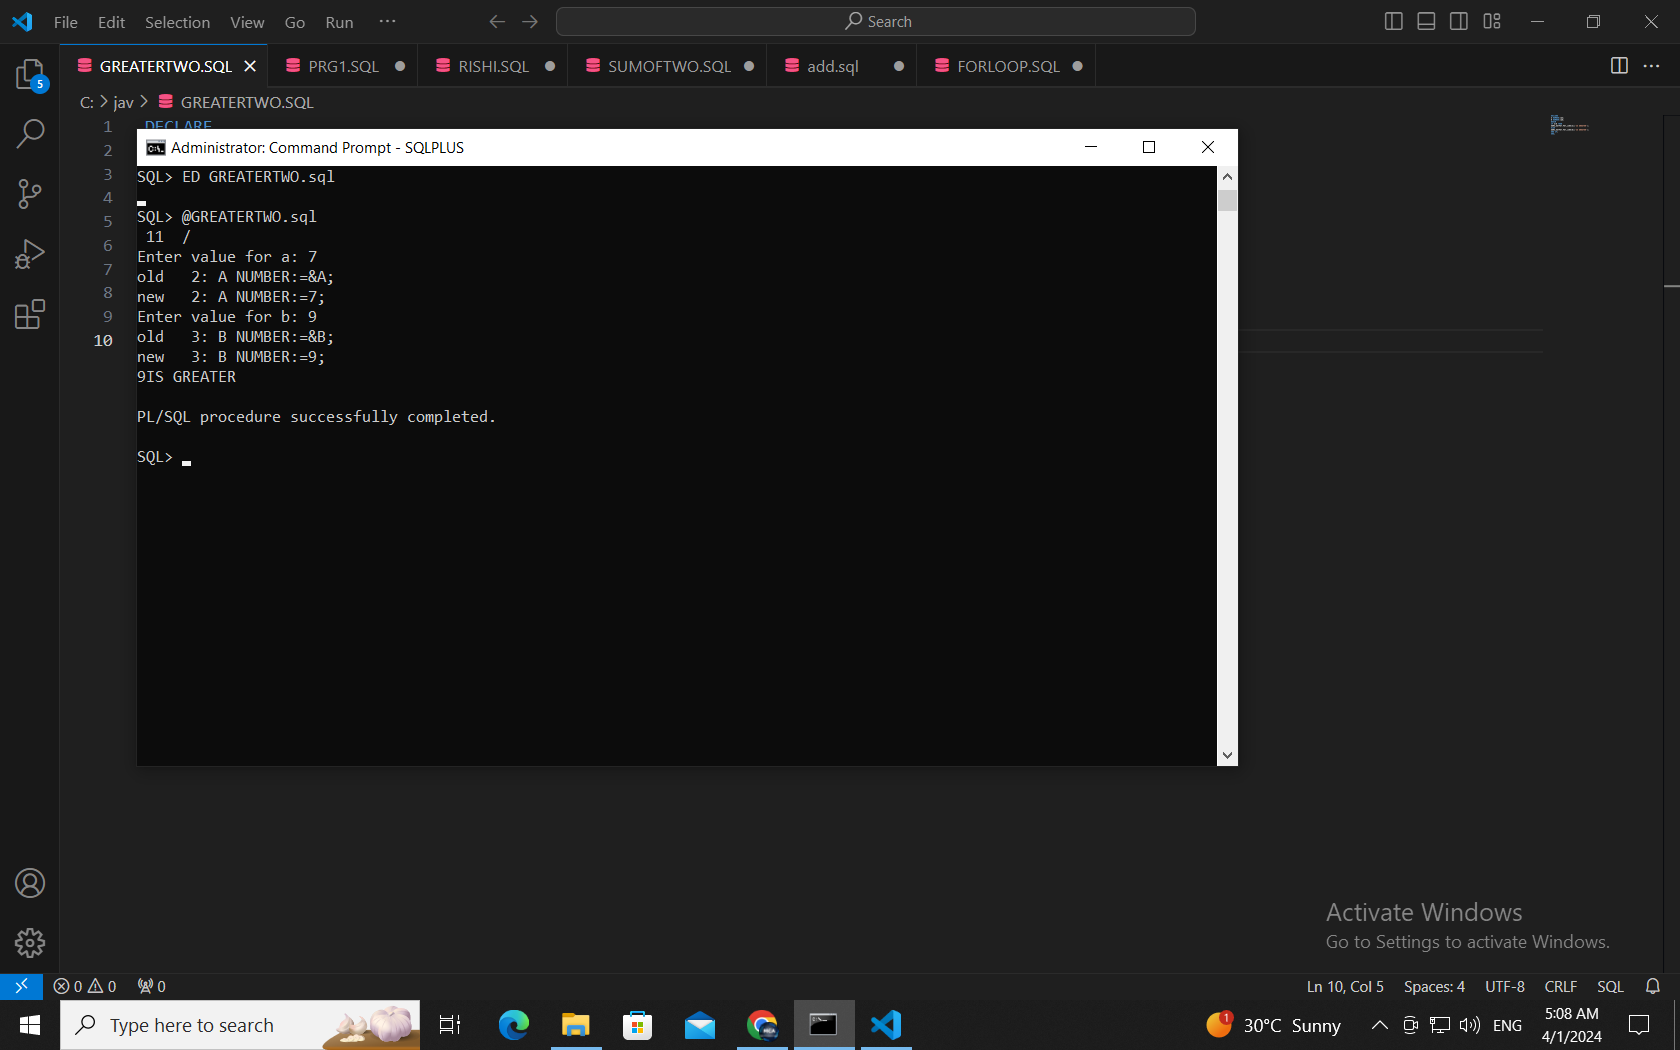 File Edit Selection View Go Run ...
Search
GREATERTWO.SQL PRG1.SQL RISHI.SQL SUMOFTWO.SQL add.sql FORLOOP.SQL
C: > jav > GREATERTWO.SQL
5
1 DECLARE
2
3
4
5
6
7
8
9
10
Administrator: Command Prompt - SQLPLUS
SQL> ED GREATERTWO.sql
SQL> @GREATERTWO.sql
11 /
Enter value for a: 7
old 2: A NUMBER:=&A;
new 2: A NUMBER:=7;
Enter value for b: 9
old 3: B NUMBER:=&B;
new 3: B NUMBER:=9;
9IS GREATER
PL/SQL procedure successfully completed.
SQL>
Activate Windows
Go to Settings to activate Windows.
0 0 0 Ln 10, Col 5 Spaces: 4 UTF-8 CRLF SQL
Type here to search 1 30°C Sunny ENG 5:08 AM
4/1/2024